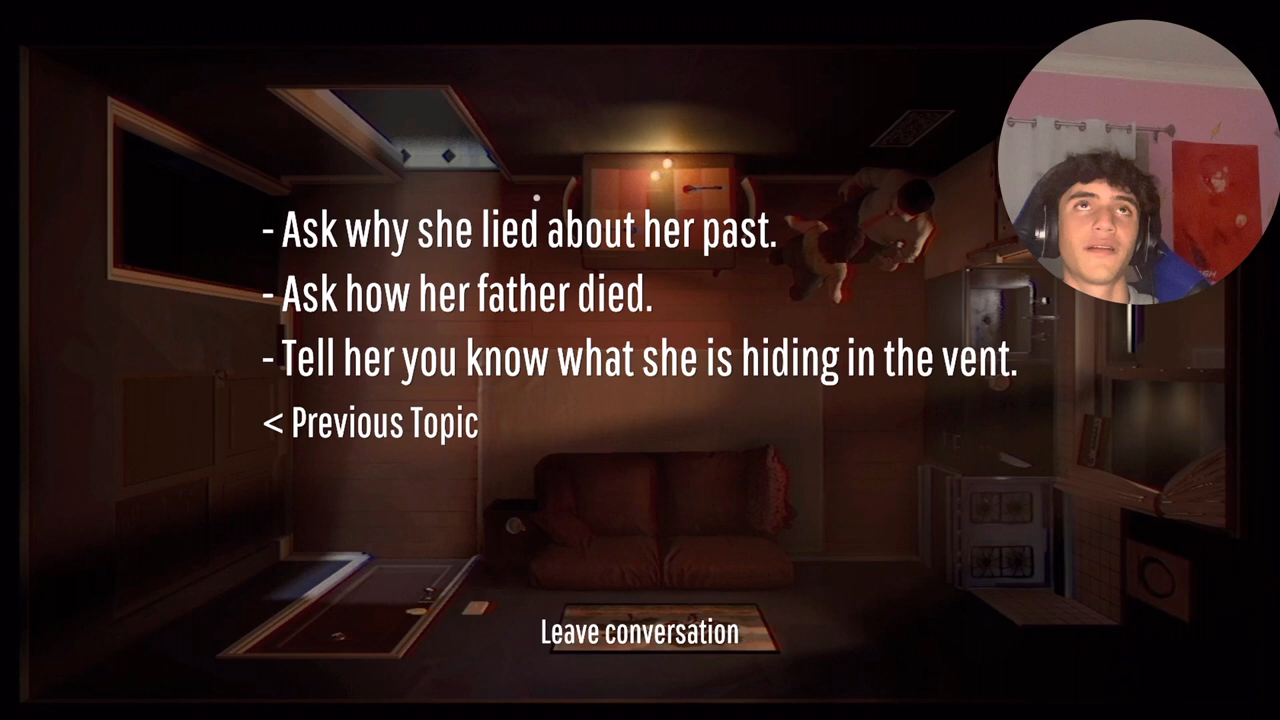 - Ask why she lied about her past.
- Ask how her father died.
- Tell her you know what she is hiding in the vent.
< Previous Topic
Leave conversation